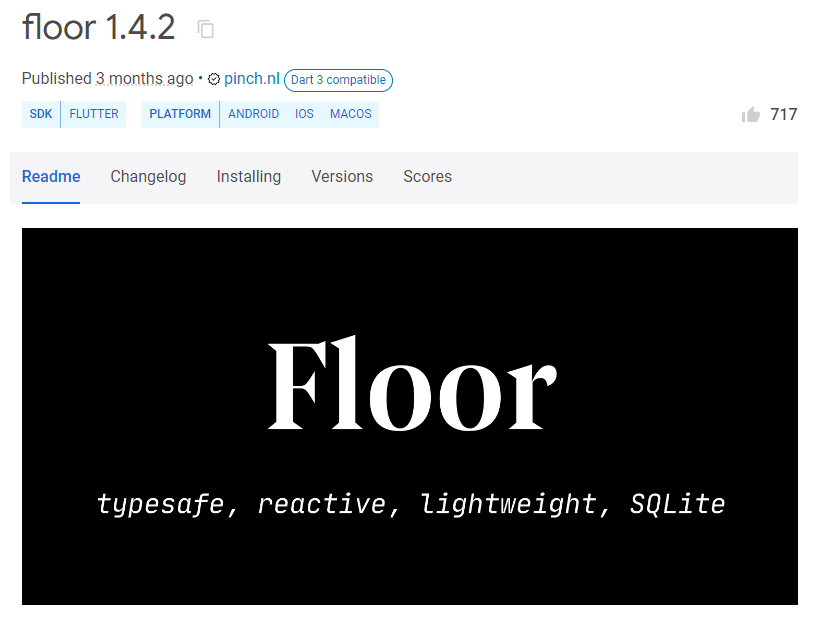 floor 1.4.2
Published 3 months ago • pinch.nl Dart 3 compatible
SDK FLUTTER PLATFORM ANDROID IOS MACOS 717
Readme Changelog Installing Versions Scores
Floor
typesafe, reactive, lightweight, SQLite